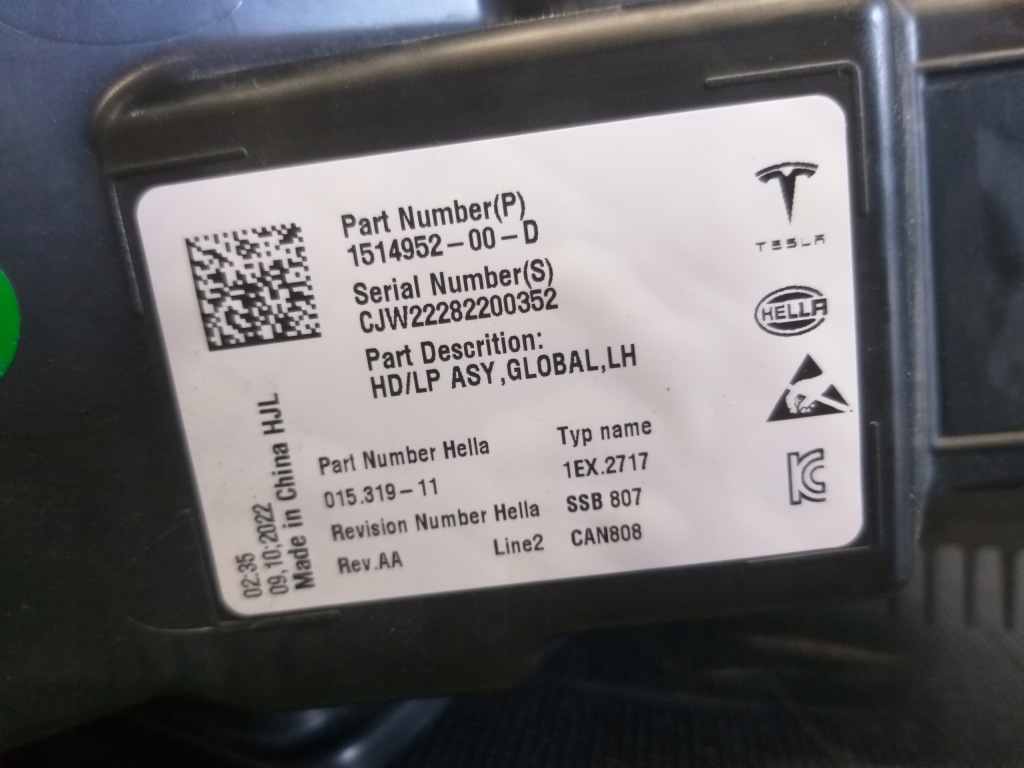 Part Number(P)
1514952-00-D
Serial Number(S)
CJW22282200352
Part Descrition:
HD/LP ASY,GLOBAL,LH
Part Number Hella
015.319-11
Revision Number Hella
Rev.AA
Line2
Typ name
1EX.2717
SSB 807
CAN808
02:35
09,10,2022
Made in China HJL
TESLA
HELLA